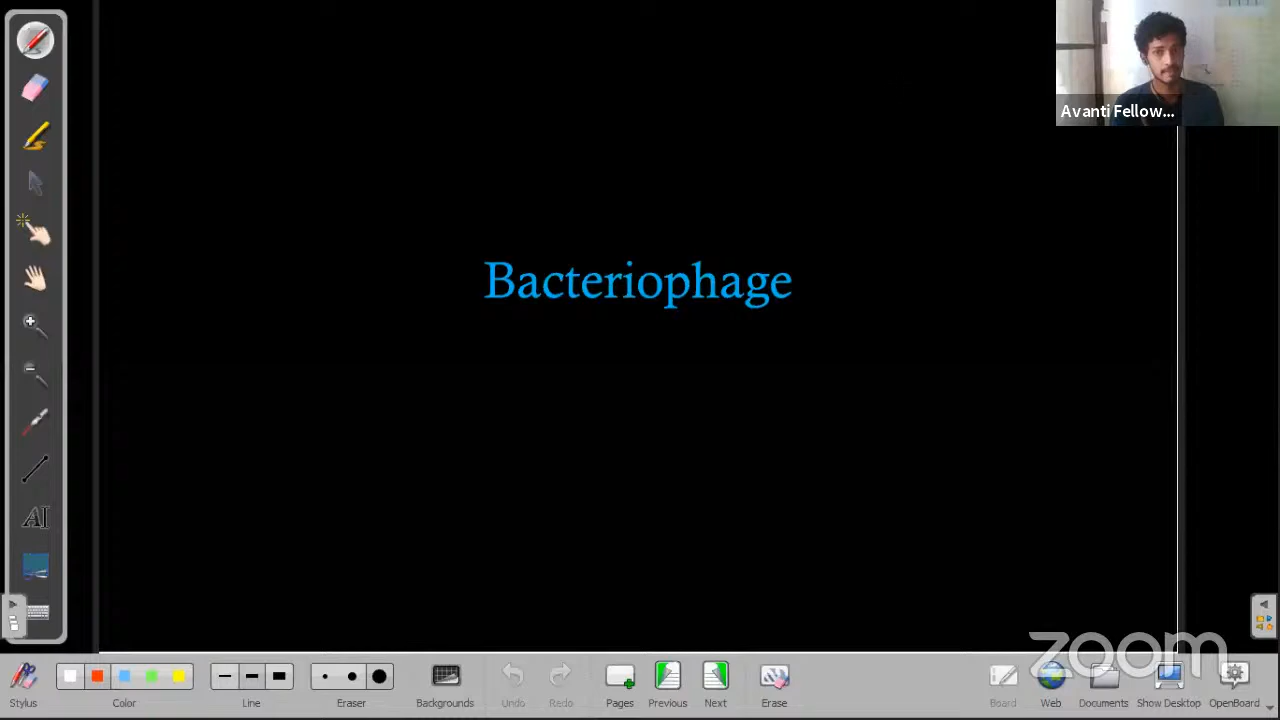 Avanti Fellow...
Bacteriophage
AI
zoom
Stylus
Color
Line
Eraser
Backgrounds
Undo
Redo
Pages
Previous
Next
Erase
Board
Web
Documents
Show Desktop
OpenBoard